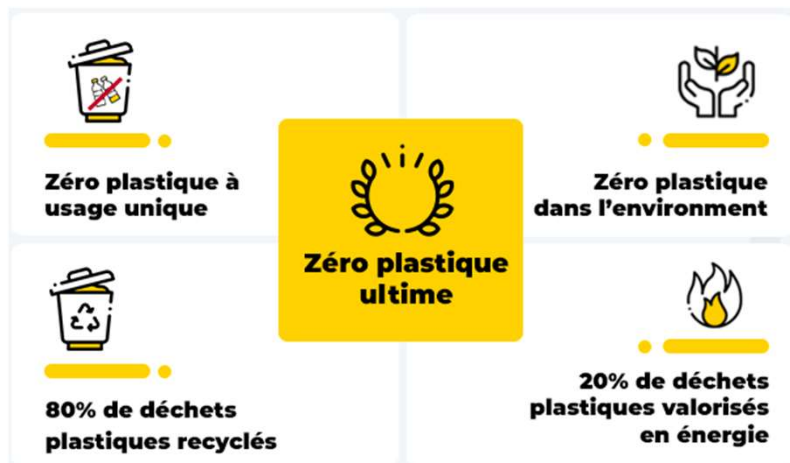 Zéro plastique à
usage unique
Zéro plastique
dans l’environment
Zéro plastique
ultime
80% de déchets
plastiques recyclés
20% de déchets
plastiques valorisés
en énergie